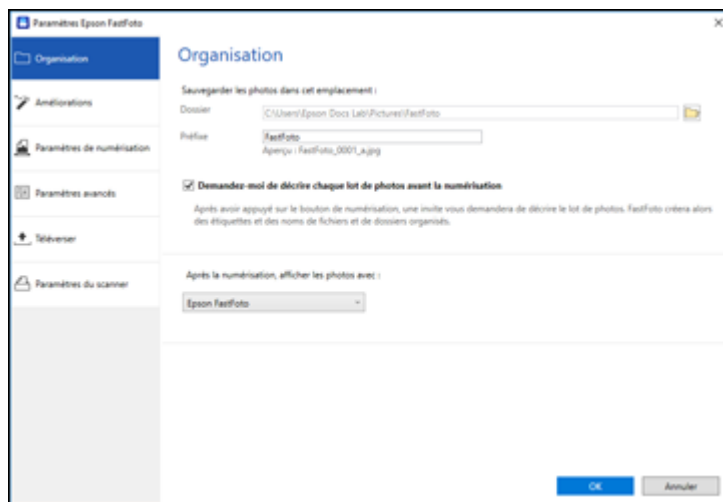 Paramètres Epson FastFoto
Organisation
Améliorations
Paramètres de numérisation
Paramètres avancés
Téléverser
Paramètres du scanner
Organisation
Sauvegarder les photos dans cet emplacement :
Dossier
C:\Users\Epson Docs Lab\Pictures\FastFoto
Préfixe
FastFoto
Aperçu : FastFoto_0001_a.jpg
Demandez-moi de décrire chaque lot de photos avant la numérisation
Après avoir appuyé sur le bouton de numérisation, une invite vous demandera de décrire le lot de photos. FastFoto créera alors
des étiquettes et des noms de fichiers et de dossiers organisés.
Après la numérisation, afficher les photos avec :
Epson FastFoto
OK
Annuler